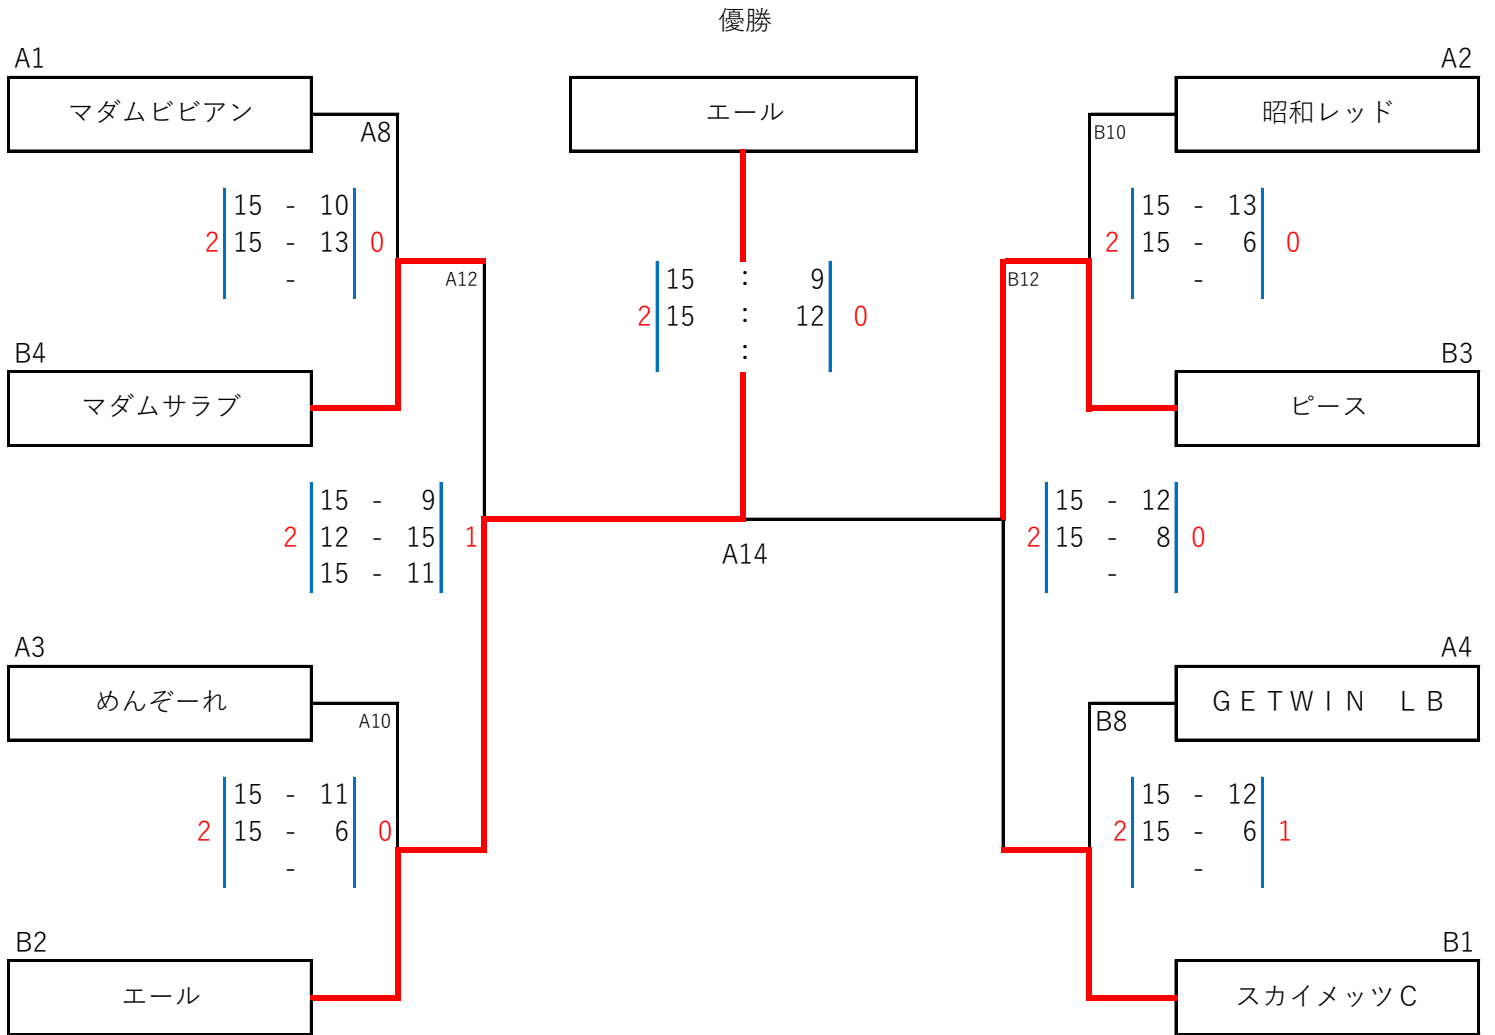 優勝
A1
A2
マダムビビアン
エール
昭和レッド
A8
B10
15 - 10
2 15 - 13 0
-
15 - 13
2 15 - 6 0
-
A12
B12
15 : 9
2 15 : 12 0
:
B4
B3
マダムサラブ
ピース
15 - 9
2 12 - 15 1
15 - 11
15 - 12
2 15 - 8 0
-
A14
A3
A4
めんぞーれ
ＧＥＴＷＩＮ　ＬＢ
A10
B8
15 - 11
2 15 - 6 0
-
15 - 12
2 15 - 6 1
-
B2
B1
エール
スカイメッツＣ